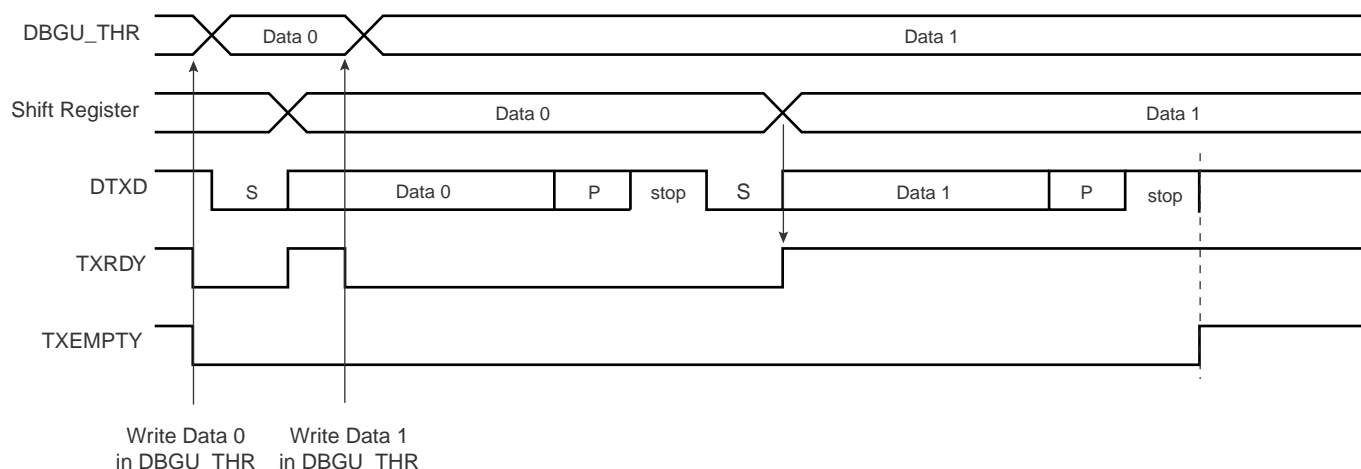 DBGU_THR
Data 0
Data 1
Shift Register
Data 0
Data 1
DTXD
S
Data 0
P
stop
S
Data 1
P
stop
TXRDY
TXEMPTY
Write Data 0
in DBGU_THR
Write Data 1
in DBGU_THR